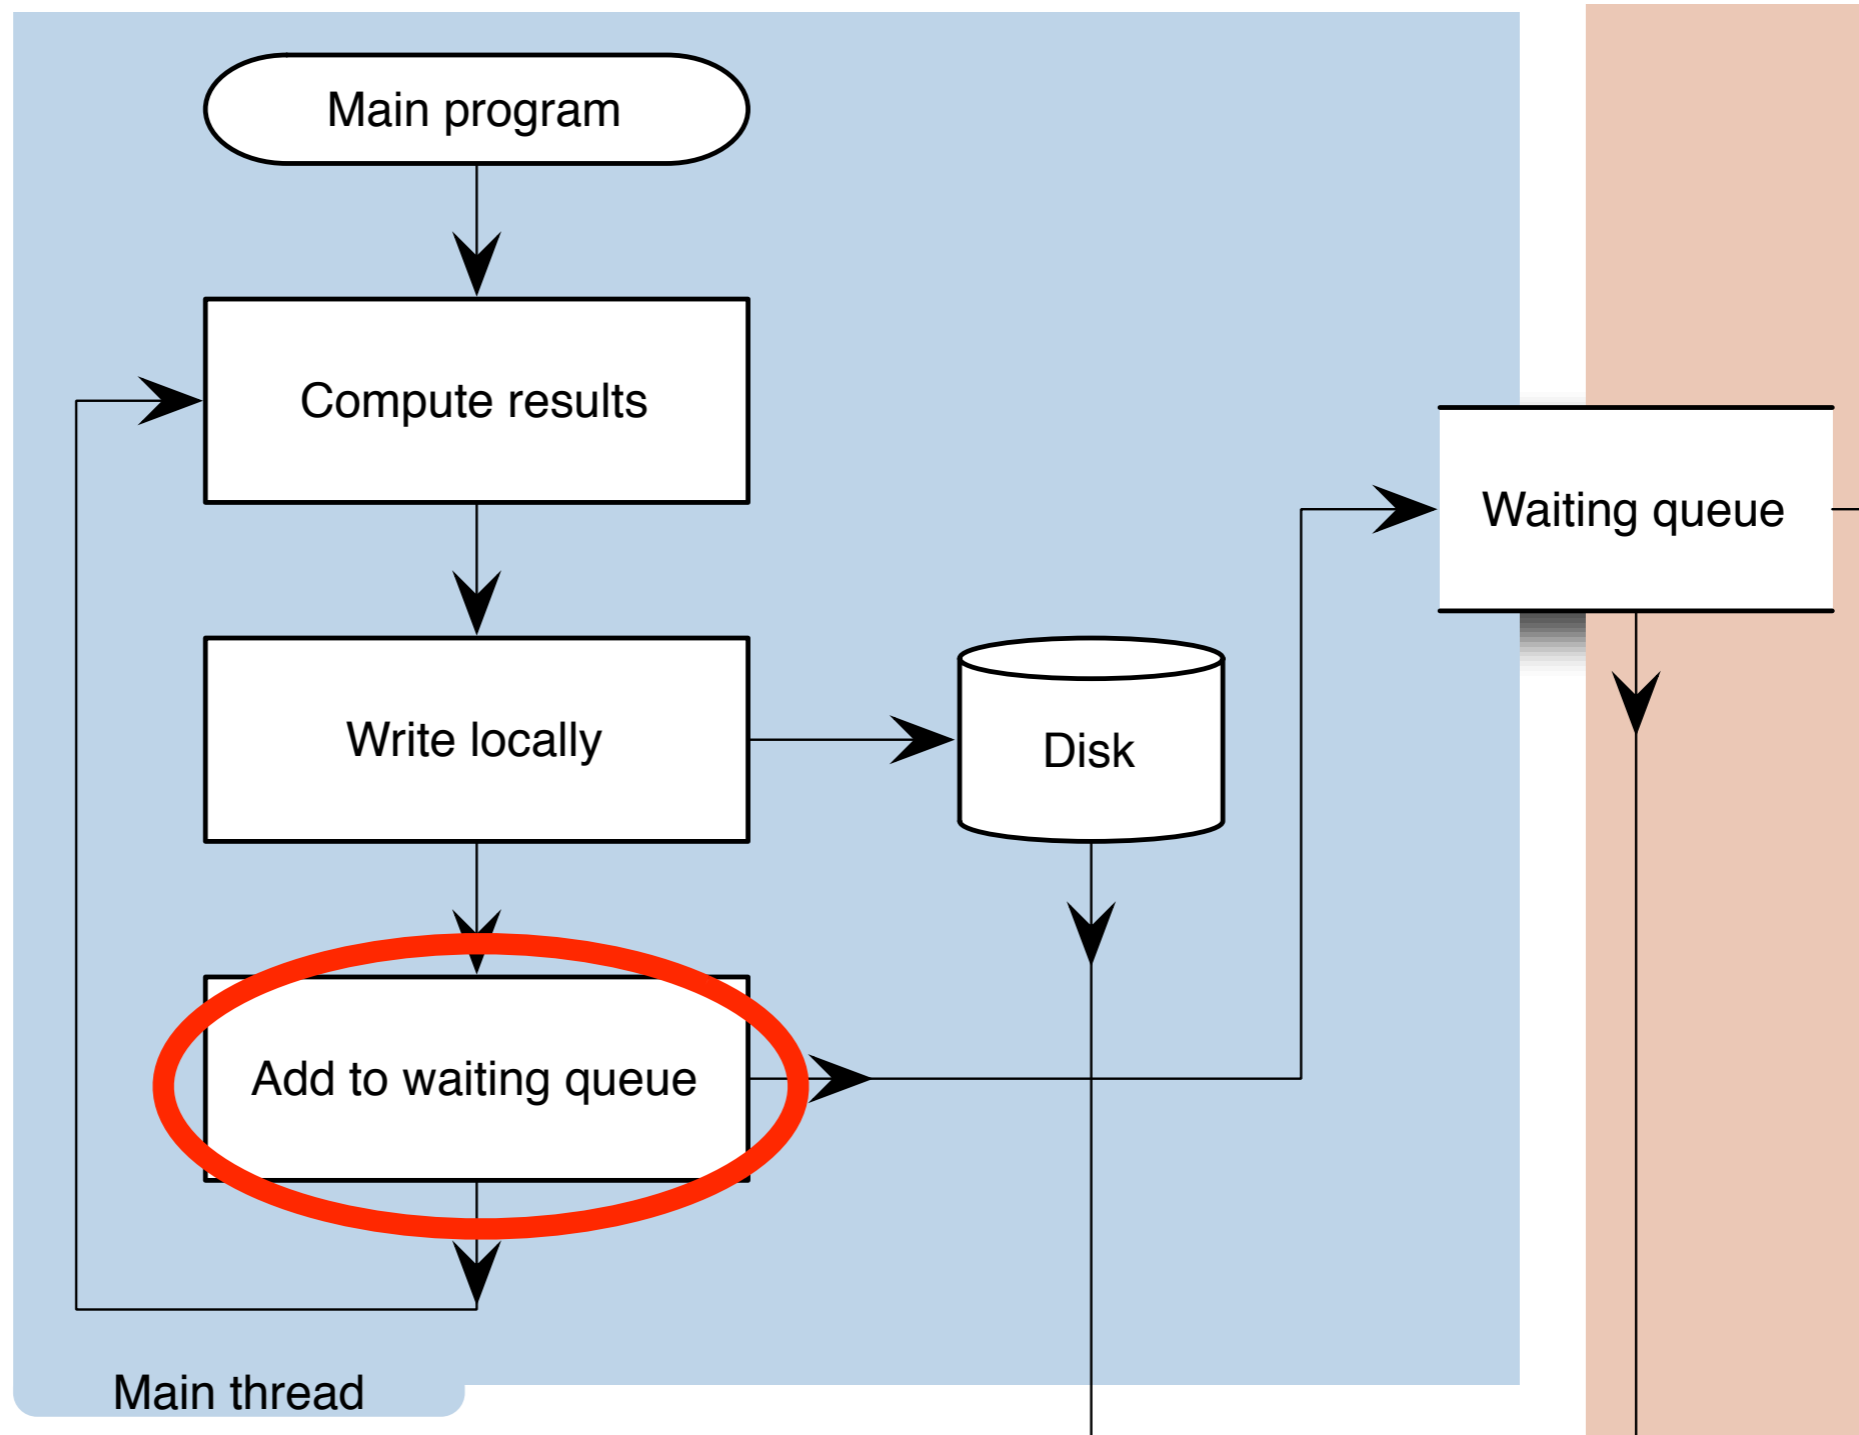 Main program
Compute results
Waiting queue
Write locally
Disk
Add to waiting queue
Main thread